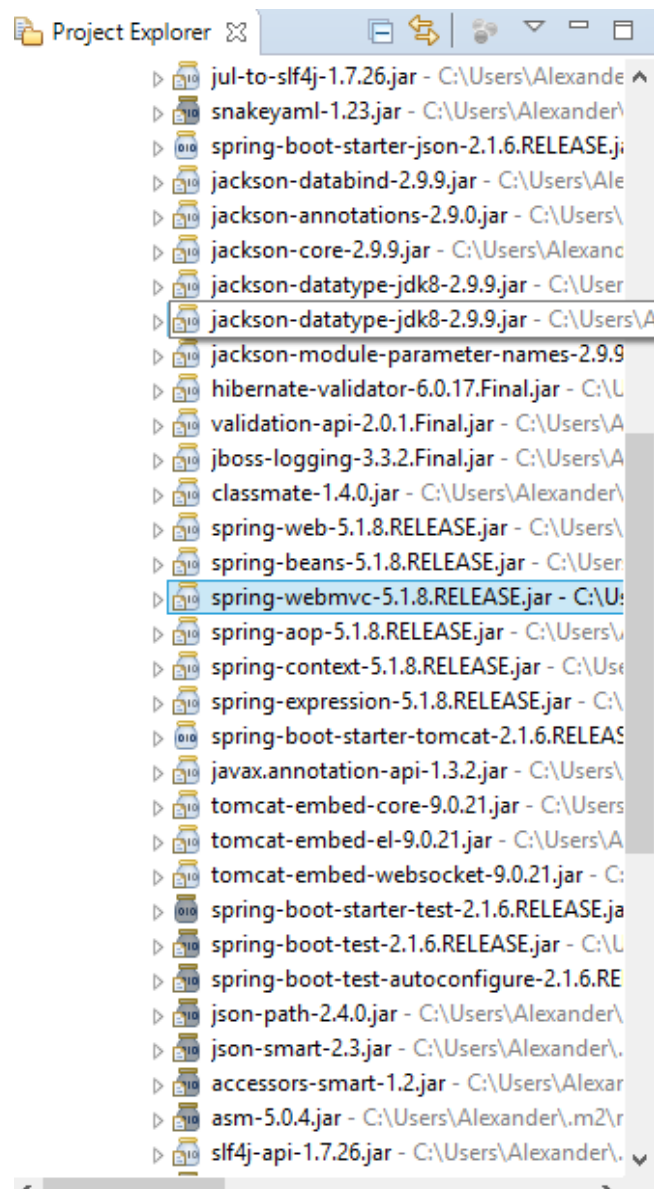 Project Explorer
jul-to-slf4j-1.7.26.jar - C:\Users\Alexande
snakeyaml-1.23.jar - C:\Users\Alexander\
spring-boot-starter-json-2.1.6.RELEASE.ja
jackson-databind-2.9.9.jar - C:\Users\Ale
jackson-annotations-2.9.0.jar - C:\Users\
jackson-core-2.9.9.jar - C:\Users\Alexand
jackson-datatype-jdk8-2.9.9.jar - C:\User
jackson-datatype-jdk8-2.9.9.jar - C:\Users\A
jackson-module-parameter-names-2.9.9
hibernate-validator-6.0.17.Final.jar - C:\U
validation-api-2.0.1.Final.jar - C:\Users\A
jboss-logging-3.3.2.Final.jar - C:\Users\A
classmate-1.4.0.jar - C:\Users\Alexander\
spring-web-5.1.8.RELEASE.jar - C:\Users\
spring-beans-5.1.8.RELEASE.jar - C:\User
spring-webmvc-5.1.8.RELEASE.jar - C:\Us
spring-aop-5.1.8.RELEASE.jar - C:\Users\
spring-context-5.1.8.RELEASE.jar - C:\Use
spring-expression-5.1.8.RELEASE.jar - C:\
spring-boot-starter-tomcat-2.1.6.RELEAS
javax.annotation-api-1.3.2.jar - C:\Users\
tomcat-embed-core-9.0.21.jar - C:\Users
tomcat-embed-el-9.0.21.jar - C:\Users\A
tomcat-embed-websocket-9.0.21.jar - C:
spring-boot-starter-test-2.1.6.RELEASE.ja
spring-boot-test-2.1.6.RELEASE.jar - C:\U
spring-boot-test-autoconfigure-2.1.6.RE
json-path-2.4.0.jar - C:\Users\Alexander\
json-smart-2.3.jar - C:\Users\Alexander\.
accessors-smart-1.2.jar - C:\Users\Alexar
asm-5.0.4.jar - C:\Users\Alexander\.m2\r
slf4j-api-1.7.26.jar - C:\Users\Alexander\.